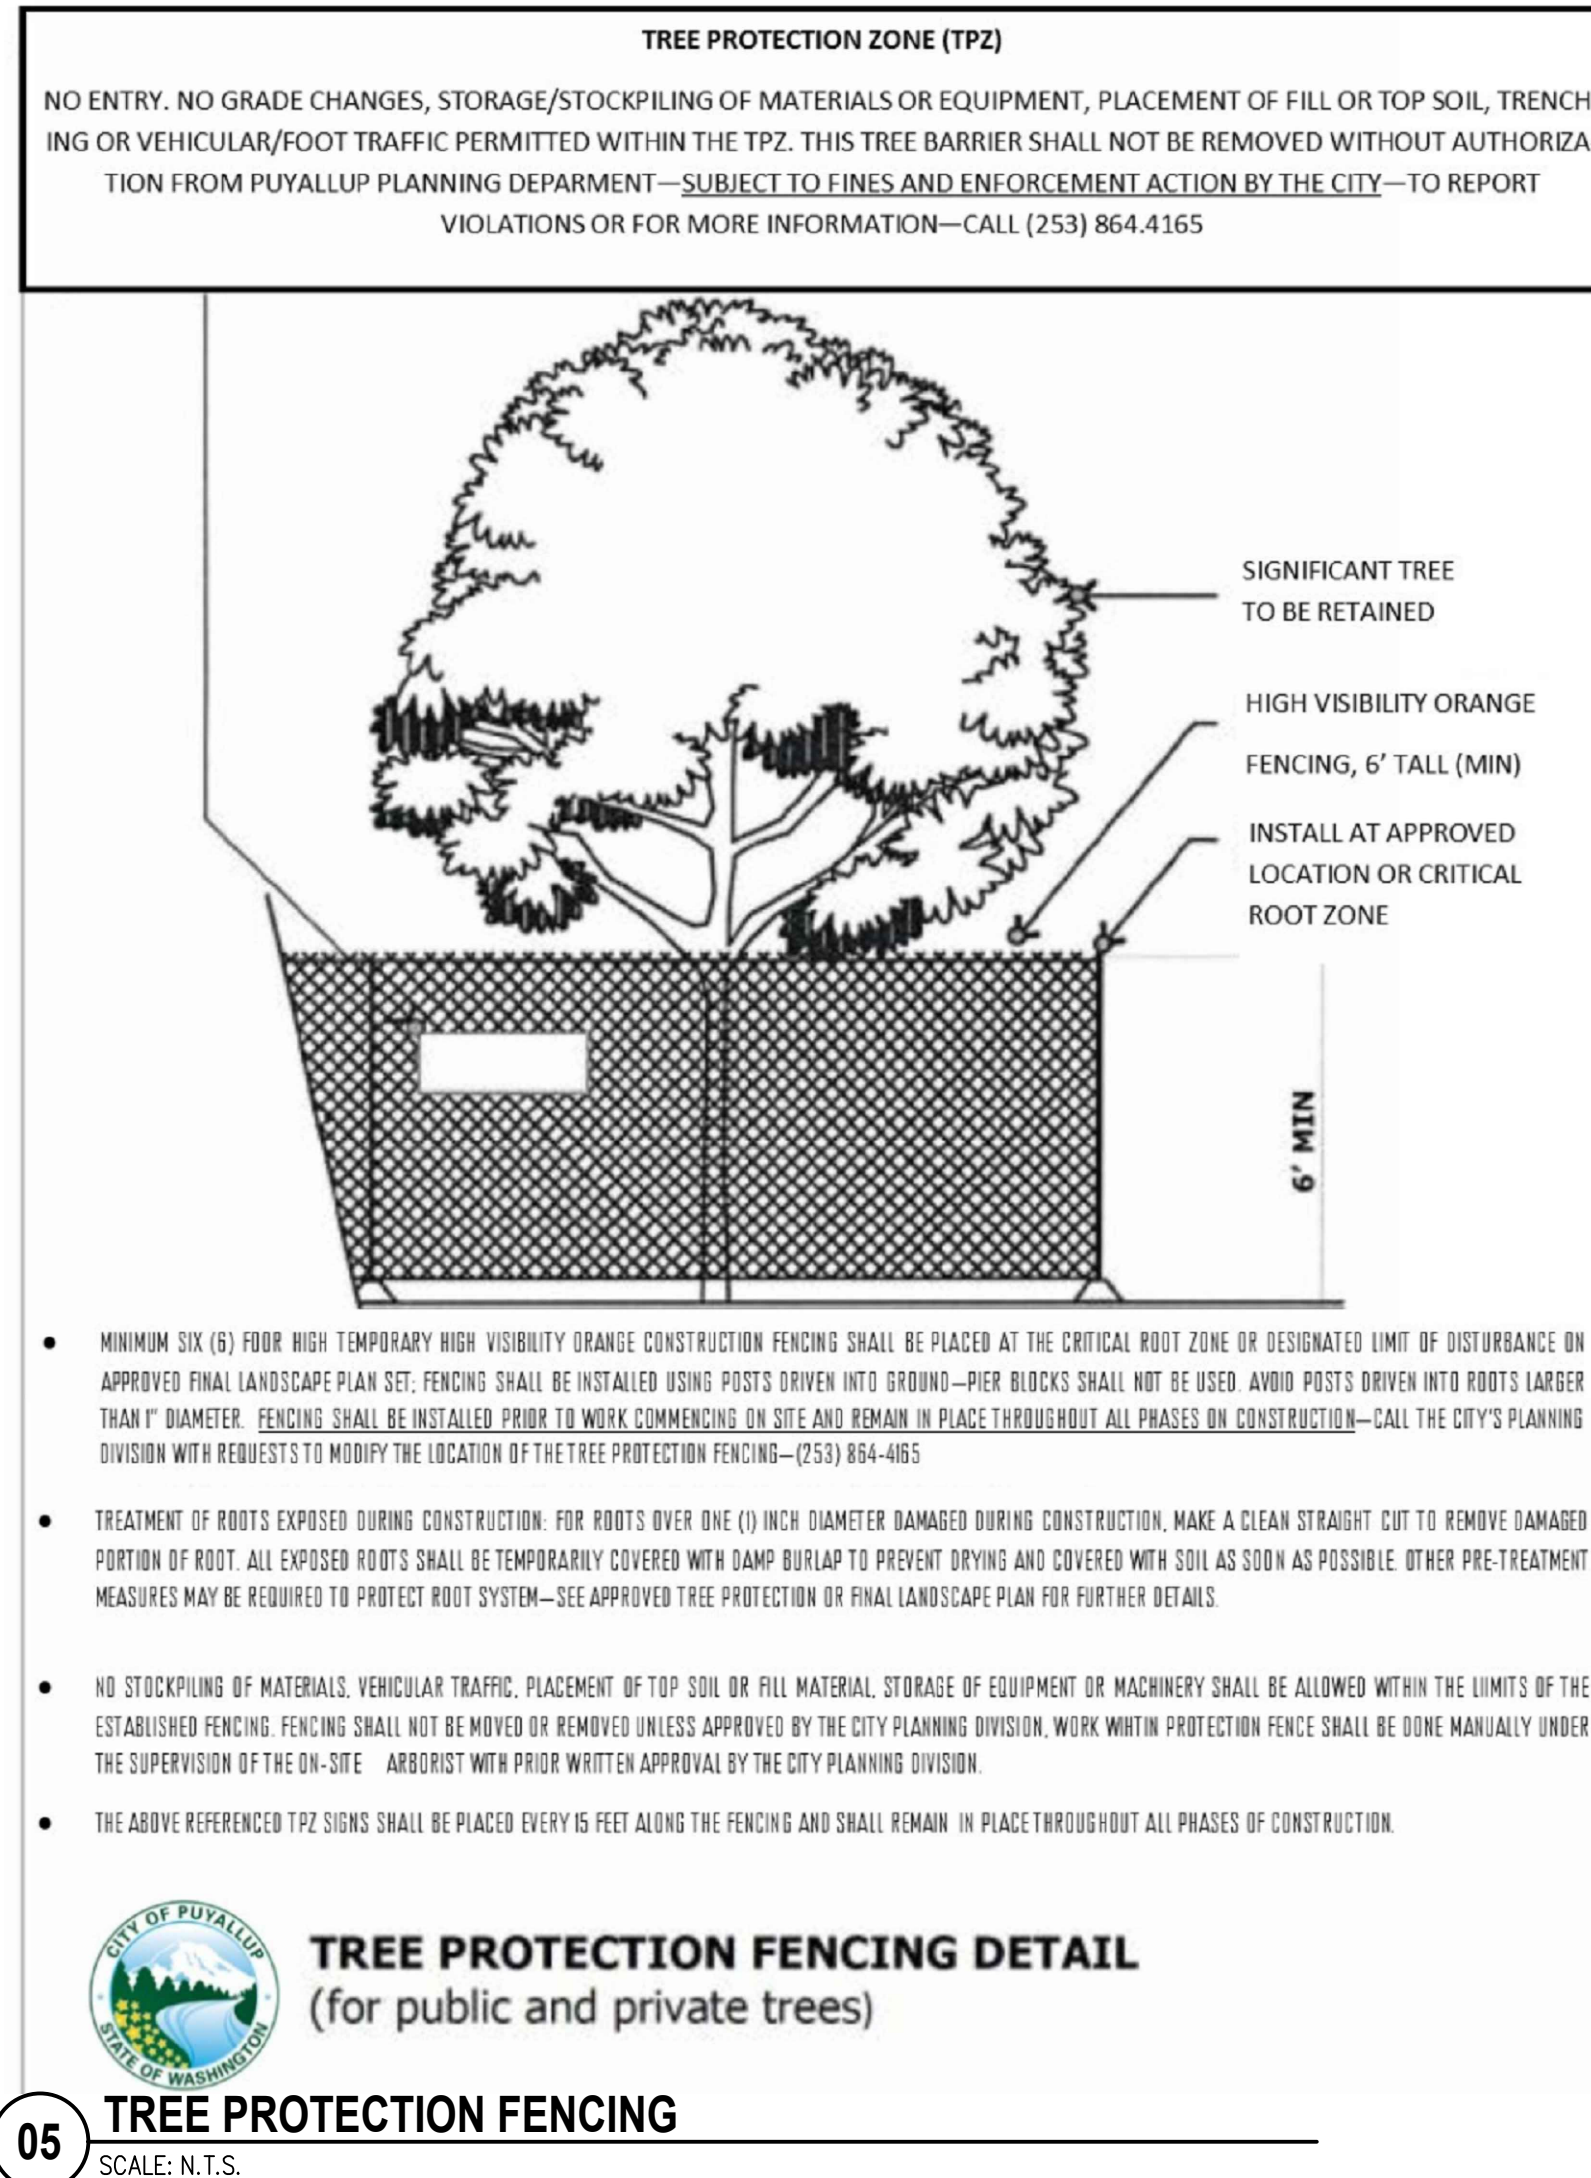 TREE PROTECTION ZONE (TPZ)
NO ENTRY. NO GRADE CHANGES, STORAGE/STOCKPILING OF MATERIALS OR EQUIPMENT, PLACEMENT OF FILL OR TOP SOIL, TRENCH
ING OR VEHICULAR/FOOT TRAFFIC PERMITTED WITHIN THE TPZ. THIS TREE BARRIER SHALL NOT BE REMOVED WITHOUT AUTHORIZA
TION FROM PUYALLUP PLANNING DEPARMENT—SUBJECT TO FINES AND ENFORCEMENT ACTION BY THE CITY—TO REPORT
VIOLATIONS OR FOR MORE INFORMATION—CALL (253) 864.4165
SIGNIFICANT TREE
TO BE RETAINED
HIGH VISIBILITY ORANGE
FENCING, 6' TALL (MIN)
INSTALL AT APPROVED
LOCATION OR CRITICAL
ROOT ZONE
6' MIN
• MINIMUM SIX (6) FOOR HIGH TEMPORARY HIGH VISIBILITY ORANGE CONSTRUCTION FENCING SHALL BE PLACED AT THE CRITICAL ROOT ZONE OR DESIGNATED LIMIT OF DISTURBANCE ON
APPROVED FINAL LANDSCAPE PLAN SET; FENCING SHALL BE INSTALLED USING POSTS DRIVEN INTO GROUND—PIER BLOCKS SHALL NOT BE USED. AVOID POSTS DRIVEN INTO ROOTS LARGER
THAN 1" DIAMETER. FENCING SHALL BE INSTALLED PRIOR TO WORK COMMENCING ON SITE AND REMAIN IN PLACE THROUGHOUT ALL PHASES ON CONSTRUCTION—CALL THE CITY'S PLANNING
DIVISION WITH REQUESTS TO MODIFY THE LOCATION OF THE TREE PROTECTION FENCING—(253) 864-4165
• TREATMENT OF ROOTS EXPOSED DURING CONSTRUCTION: FOR ROOTS OVER ONE (1) INCH DIAMETER DAMAGED DURING CONSTRUCTION, MAKE A CLEAN STRAIGHT CUT TO REMOVE DAMAGED
PORTION OF ROOT. ALL EXPOSED ROOTS SHALL BE TEMPORARILY COVERED WITH DAMP BURLAP TO PREVENT DRYING AND COVERED WITH SOIL AS SOON AS POSSIBLE. OTHER PRE-TREATMENT
MEASURES MAY BE REQUIRED TO PROTECT ROOT SYSTEM—SEE APPROVED TREE PROTECTION OR FINAL LANDSCAPE PLAN FOR FURTHER DETAILS.
• NO STOCKPILING OF MATERIALS, VEHICULAR TRAFFIC, PLACEMENT OF TOP SOIL OR FILL MATERIAL, STORAGE OF EQUIPMENT OR MACHINERY SHALL BE ALLOWED WITHIN THE LIIMITS OF THE
ESTABLISHED FENCING. FENCING SHALL NOT BE MOVED OR REMOVED UNLESS APPROVED BY THE CITY PLANNING DIVISION, WORK WIHTIN PROTECTION FENCE SHALL BE DONE MANUALLY UNDER
THE SUPERVISION OF THE ON-SITE ARBORIST WITH PRIOR WRITTEN APPROVAL BY THE CITY PLANNING DIVISION.
• THE ABOVE REFERENCED TPZ SIGNS SHALL BE PLACED EVERY 15 FEET ALONG THE FENCING AND SHALL REMAIN IN PLACE THROUGHOUT ALL PHASES OF CONSTRUCTION.
CITY OF PUYALLUP
STATE OF WASHINGTON
TREE PROTECTION FENCING DETAIL
(for public and private trees)
05 TREE PROTECTION FENCING
SCALE: N.T.S.